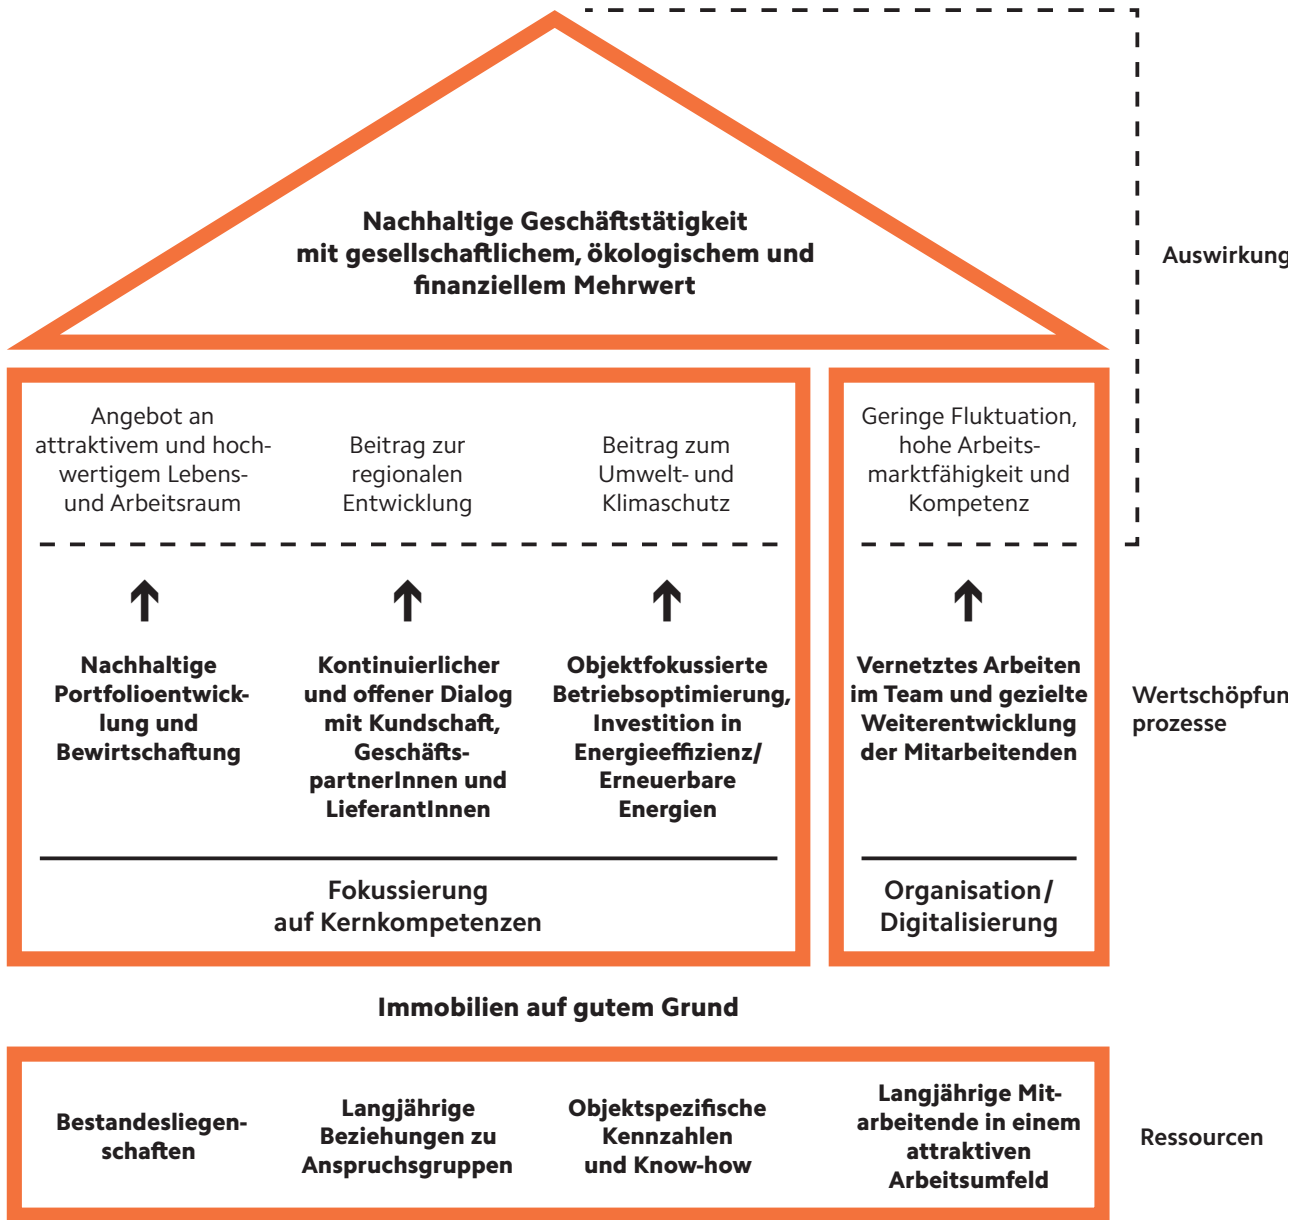 Nachhaltige Geschäftstätigkeit
mit gesellschaftlichem, ökologischem und
finanziellem Mehrwert
Auswirkung
Angebot an
attraktivem und hoch-
wertigem Lebens-
und Arbeitsraum
Beitrag zur
regionalen
Entwicklung
Beitrag zum
Umwelt- und
Klimaschutz
Geringe Fluktuation,
hohe Arbeits-
marktfähigkeit und
Kompetenz
Nachhaltige
Portfolioentwick-
lung und
Bewirtschaftung
Kontinuierlicher
und offener Dialog
mit Kundschaft,
Geschäfts-
partnerInnen und
LieferantInnen
Objektfokussierte
Betriebsoptimierung,
Investition in
Energieeffizienz/
Erneuerbare
Energien
Vernetztes Arbeiten
im Team und gezielte
Weiterentwicklung
der Mitarbeitenden
Wertschöpfun
prozesse
Fokussierung
auf Kernkompetenzen
Organisation/
Digitalisierung
Immobilien auf gutem Grund
Bestandesliegen-
schaften
Langjährige
Beziehungen zu
Anspruchsgruppen
Objektspezifische
Kennzahlen
und Know-how
Langjährige Mit-
arbeitende in einem
attraktiven
Arbeitsumfeld
Ressourcen